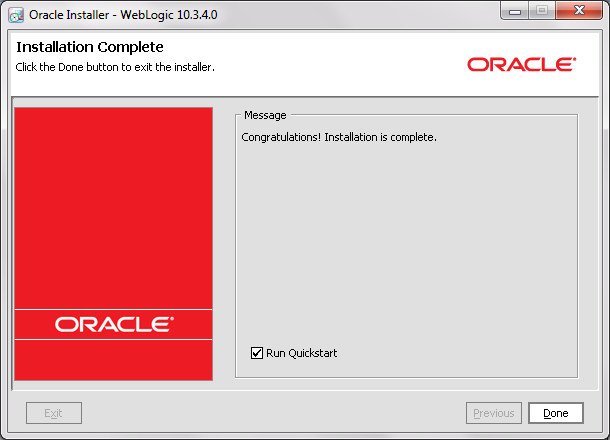 Oracle Installer - WebLogic 10.3.4.0
Installation Complete
Click the Done button to exit the installer.
ORACLE®
Message
Congratulations! Installation is complete.
ORACLE®
Run Quickstart
Exit
Previous
Done